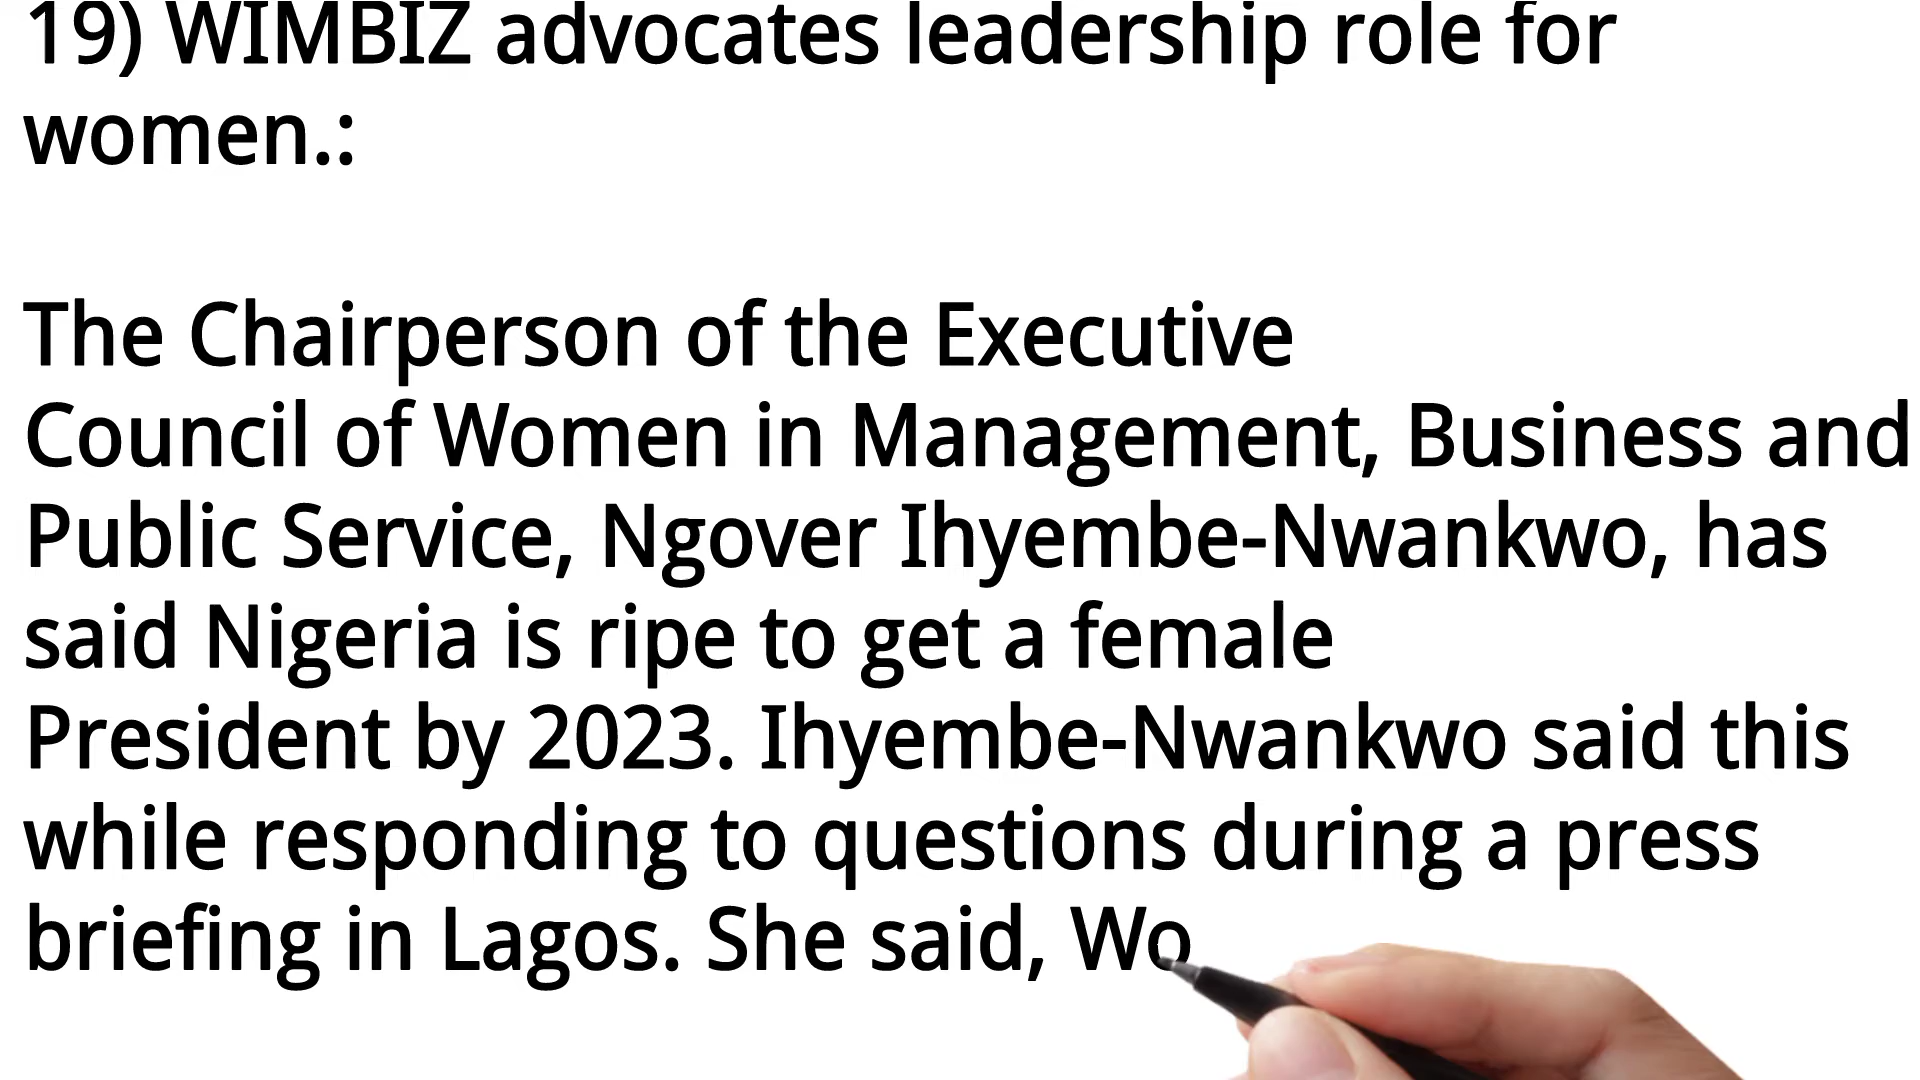 19) WIMBIZ advocates leadership role for
women.:
The Chairperson of the Executive
Council of Women in Management, Business and
Public Service, Ngover Ihyembe-Nwankwo, has
said Nigeria is ripe to get a female
President by 2023. Ihyembe-Nwankwo said this
while responding to questions during a press
briefing in Lagos. She said, Wo